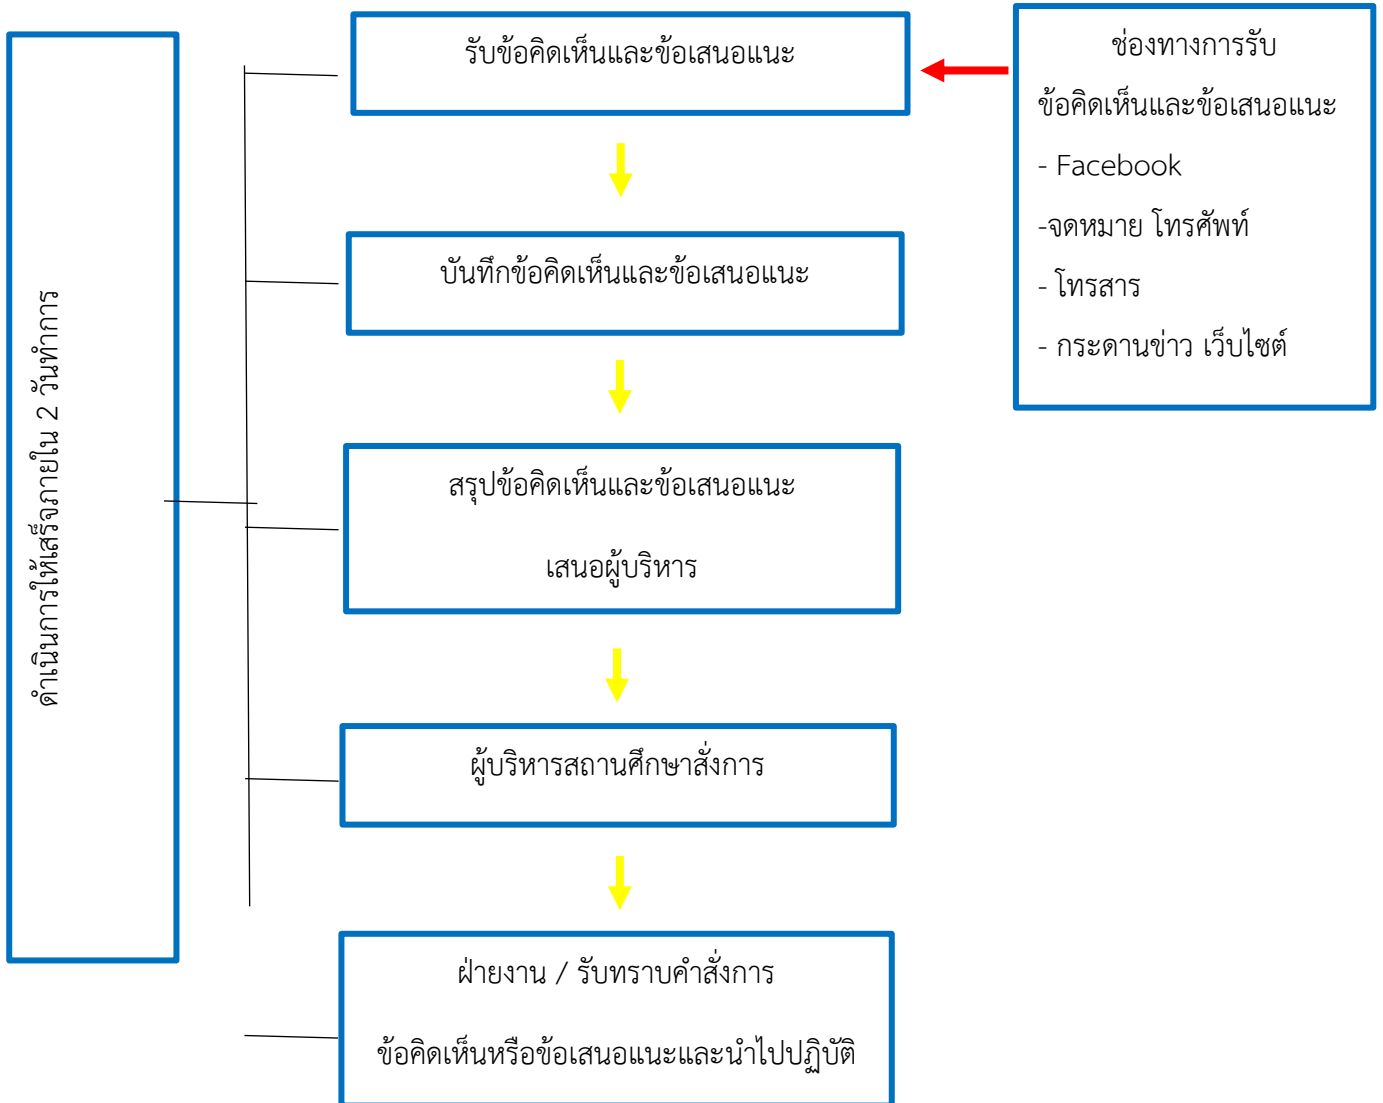 ดำเนินการให้เสร็จภายใน 2 วันทำการ
รับข้อคิดเห็นและข้อเสนอแนะ
บันทึกข้อคิดเห็นและข้อเสนอแนะ
สรุปข้อคิดเห็นและข้อเสนอแนะ
เสนอผู้บริหาร
ผู้บริหารสถานศึกษาสั่งการ
ฝ่ายงาน / รับทราบคำสั่งการ
ข้อคิดเห็นหรือข้อเสนอแนะและนำไปปฏิบัติ
ช่องทางการรับ
ข้อคิดเห็นและข้อเสนอแนะ
- Facebook
-จดหมาย โทรศัพท์
- โทรสาร
- กระดานข่าว เว็บไซต์